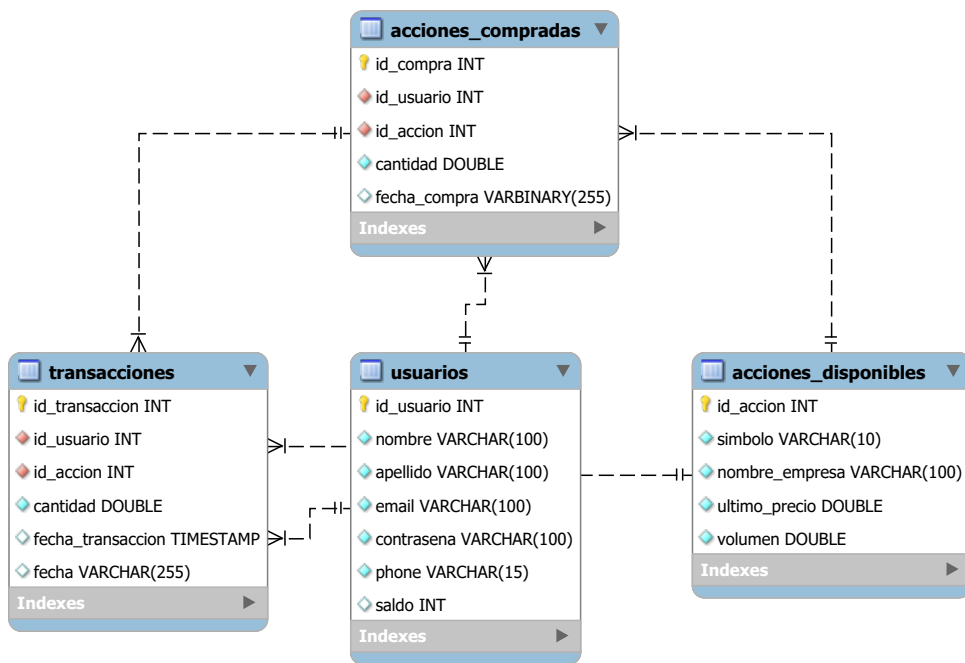 acciones_compradas
id_compra INT
id_usuario INT
id_accion INT
cantidad DOUBLE
fecha_compra VARBINARY(255)
Indexes
transacciones
id_transaccion INT
id_usuario INT
id_accion INT
cantidad DOUBLE
fecha_transaccion TIMESTAMP
fecha VARCHAR(255)
Indexes
usuarios
id_usuario INT
nombre VARCHAR(100)
apellido VARCHAR(100)
email VARCHAR(100)
contrasena VARCHAR(100)
phone VARCHAR(15)
saldo INT
Indexes
acciones_disponibles
id_accion INT
simbolo VARCHAR(10)
nombre_empresa VARCHAR(100)
ultimo_precio DOUBLE
volumen DOUBLE
Indexes